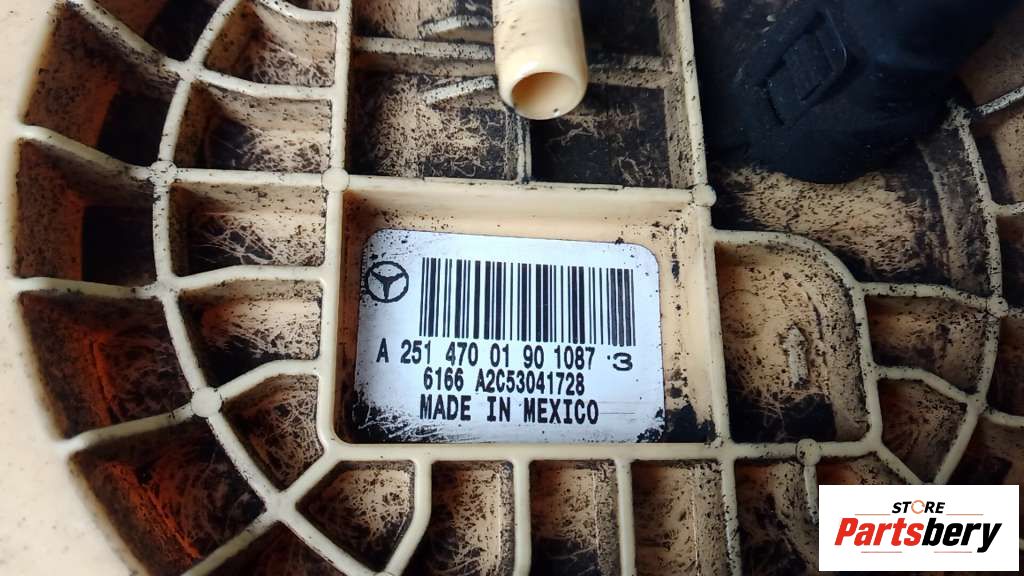 A 251 470 01 90 1087 3
6166 A2C53041728
MADE IN MEXICO
STORE
Partsbery